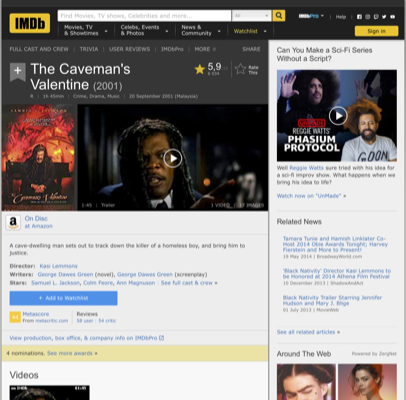 IMDb
Find Movies, TV shows, Celebrities and more...
IMDbPro
Help
Movies, TV & Showtimes
Celebs, Events & Photos
News & Community
Watchlist
Sign in
FULL CAST AND CREW | TRIVIA | USER REVIEWS | IMDbPro | MORE
SHARE
The Caveman's Valentine (2001)
5,9
Rate This
R | 1h 45min | Crime, Drama, Music | 20 September 2001 (Malaysia)
1:45 | Trailer
1 VIDEO
IMAGES
On Disc
at Amazon
A cave-dwelling man sets out to track down the killer of a homeless boy, and bring him to justice.
Director: Kasi Lemmons
Writers: George Dawes Green (novel), George Dawes Green (screenplay)
Stars: Samuel L. Jackson, Colm Feore, Ann Magnuson | See full cast & crew »
+ Add to Watchlist
Metascore
From metacritic.com
Reviews
58 user | 54 critic
View production, box office, & company info on IMDbPro
4 nominations. See more awards »
Videos
Can You Make a Sci-Fi Series Without a Script?
REGGIE WATTS'
PHASIUM PROTOCOL
Well Reggie Watts sure tried with his idea for a sci-fi improv show. What happens when we bring his idea to life?
Watch now on "UnMade" »
Related News
Tamara Tunie and Hamish Linklater Co-Host 2014 Obie Awards Tonight; Harvey Fierstein and More to Present!
19 May 2014 | BroadwayWorld.com
'Black Nativity' Director Kasi Lemmons to be Honored at 2014 Athena Film Festival
10 December 2013 | ShadowAndAct
Black Nativity Trailer Starring Jennifer Hudson and Mary J. Blige
01 July 2013 | MovieWeb
See all related articles »
Around The Web
Powered by ZergNet